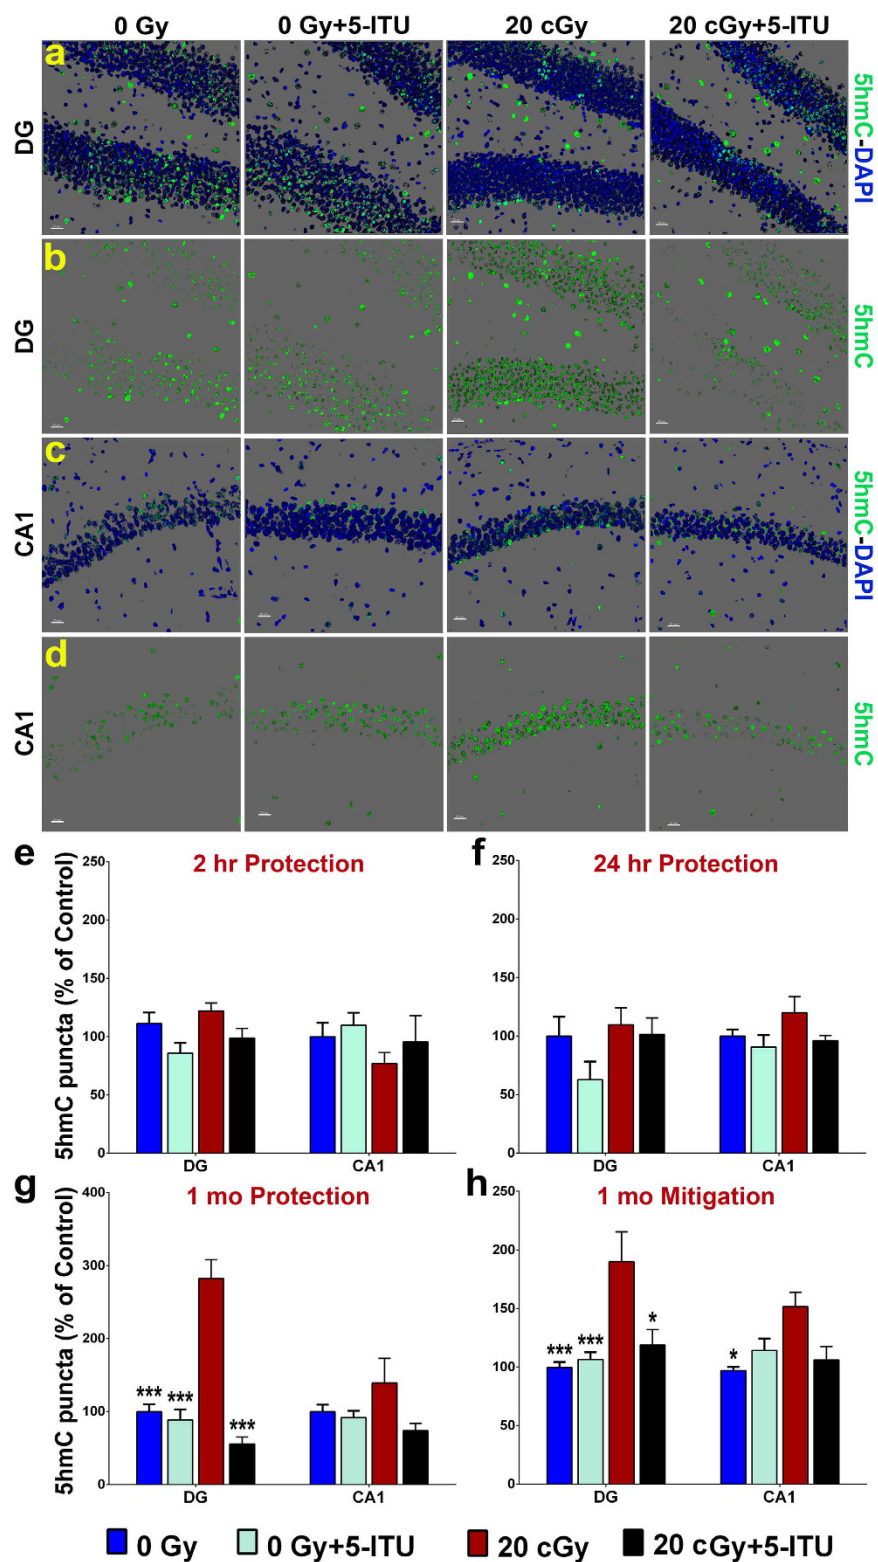 0 Gy 0 Gy+5-ITU 20 cGy 20 cGy+5-ITU
a
DG
5hmC-DAPI
b
DG
5hmC
c
CA1
5hmC-DAPI
d
CA1
5hmC
e
2 hr Protection
5hmC puncta (% of Control)
250
200
150
100
50
0
DG CA1
f
24 hr Protection
250
200
150
100
50
0
DG CA1
g
1 mo Protection
5hmC puncta (% of Control)
400
300
200
100
0
*** *** ***
DG CA1
h
1 mo Mitigation
250
200
150
100
50
0
*** *** * *
DG CA1
0 Gy 0 Gy+5-ITU 20 cGy 20 cGy+5-ITU